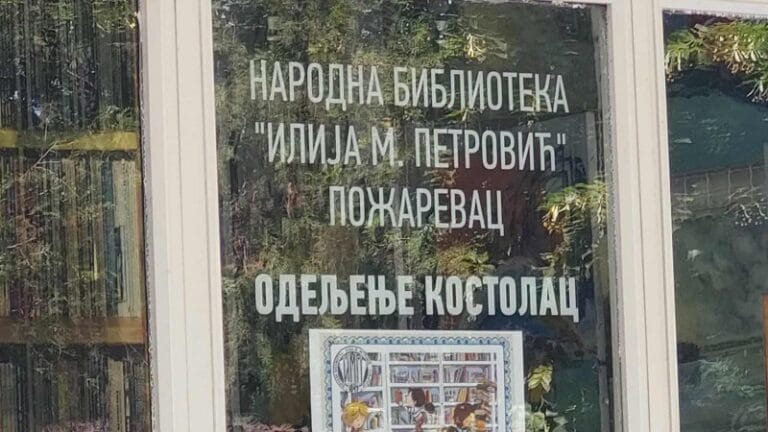 НАРОДНА БИБЛИОТЕКА
"ИЛИЈА М. ПЕТРОВИЋ"
ПОЖАРЕВАЦ
ОДЕЉЕЊЕ КОСТОЛАЦ